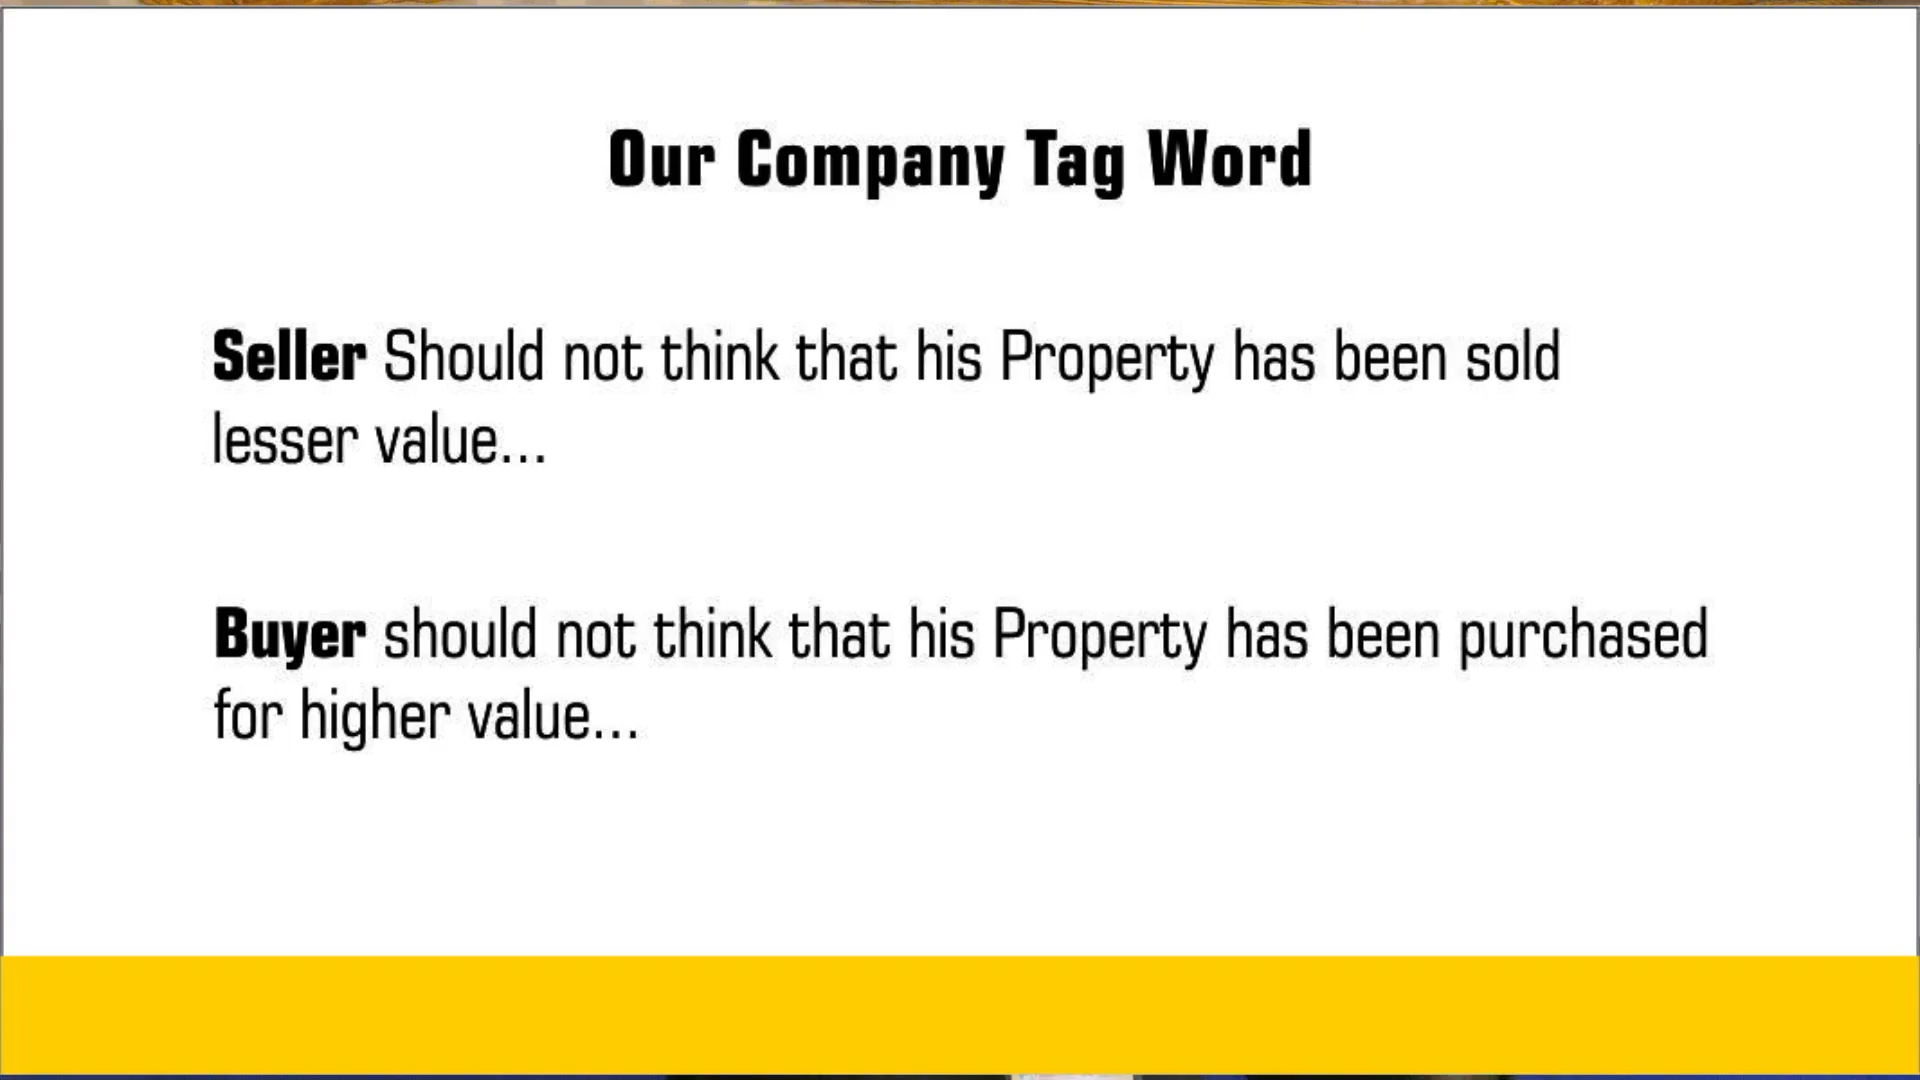 Our Company Tag Word
Seller Should not think that his Property has been sold
lesser value...
Buyer should not think that his Property has been purchased
for higher value...